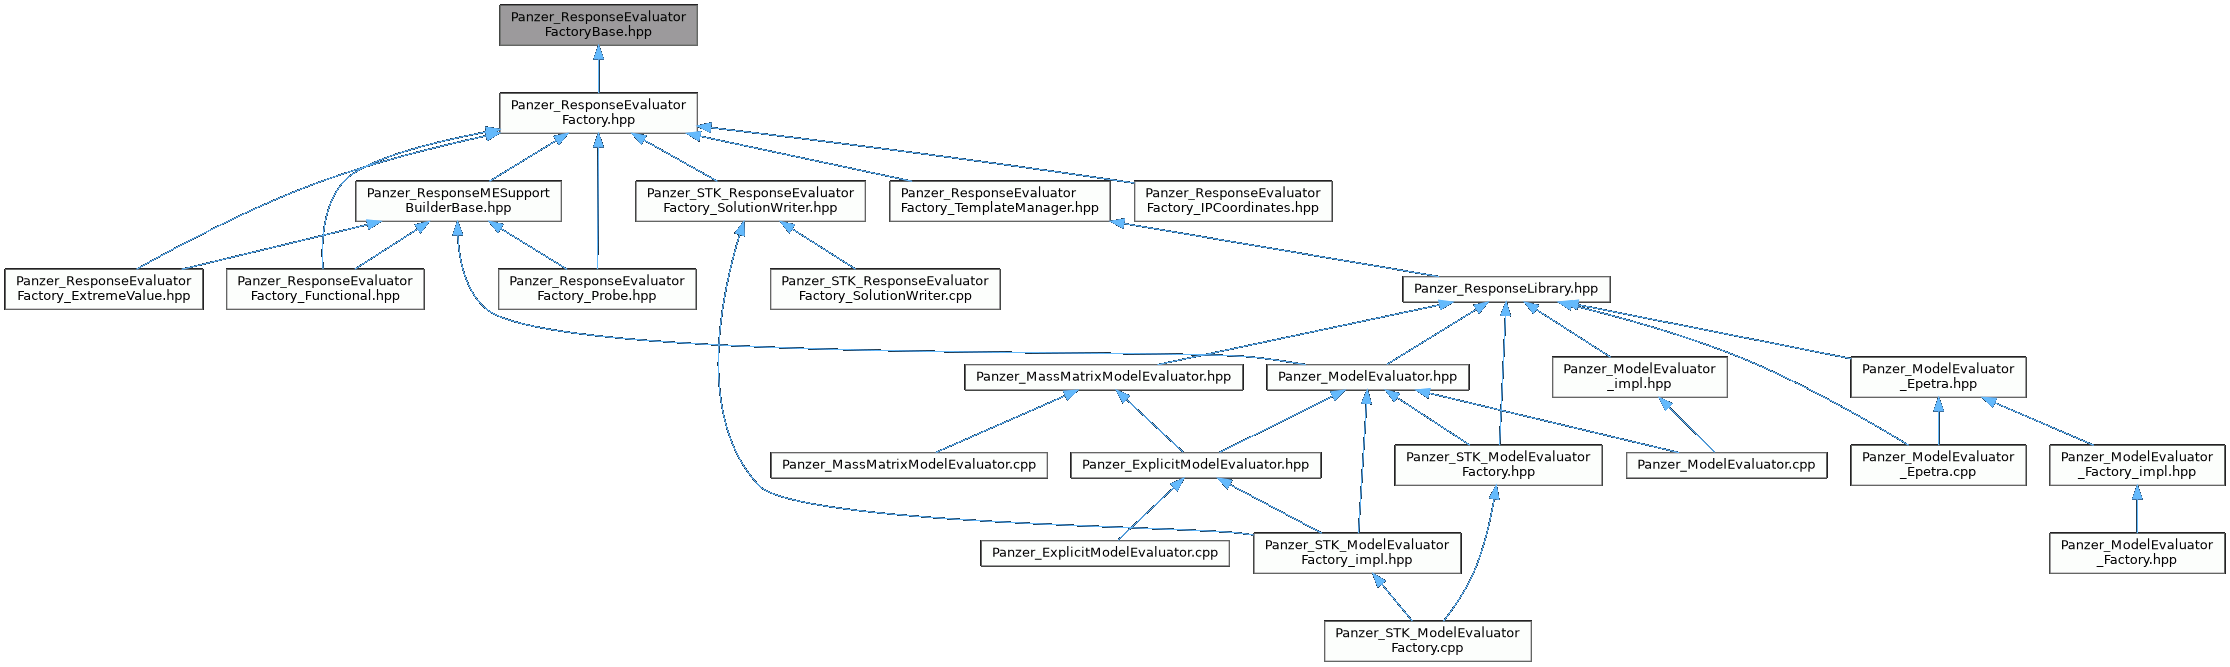 Panzer_ResponseEvaluator
FactoryBase.hpp
Panzer_ResponseEvaluator
Factory.hpp
Panzer_ResponseMESupport
BuilderBase.hpp
Panzer_STK_ResponseEvaluator
Factory_SolutionWriter.hpp
Panzer_ResponseEvaluator
Factory_TemplateManager.hpp
Panzer_ResponseEvaluator
Factory_IPCoordinates.hpp
Panzer_ResponseEvaluator
Factory_ExtremeValue.hpp
Panzer_ResponseEvaluator
Factory_Functional.hpp
Panzer_ResponseEvaluator
Factory_Probe.hpp
Panzer_STK_ResponseEvaluator
Factory_SolutionWriter.cpp
Panzer_ResponseLibrary.hpp
Panzer_MassMatrixModelEvaluator.hpp
Panzer_ModelEvaluator.hpp
Panzer_ModelEvaluator
_impl.hpp
Panzer_ModelEvaluator
_Epetra.hpp
Panzer_MassMatrixModelEvaluator.cpp
Panzer_ExplicitModelEvaluator.hpp
Panzer_STK_ModelEvaluator
Factory.hpp
Panzer_ModelEvaluator.cpp
Panzer_ModelEvaluator
_Epetra.cpp
Panzer_ModelEvaluator
_Factory_impl.hpp
Panzer_ExplicitModelEvaluator.cpp
Panzer_STK_ModelEvaluator
Factory_impl.hpp
Panzer_ModelEvaluator
_Factory.hpp
Panzer_STK_ModelEvaluator
Factory.cpp